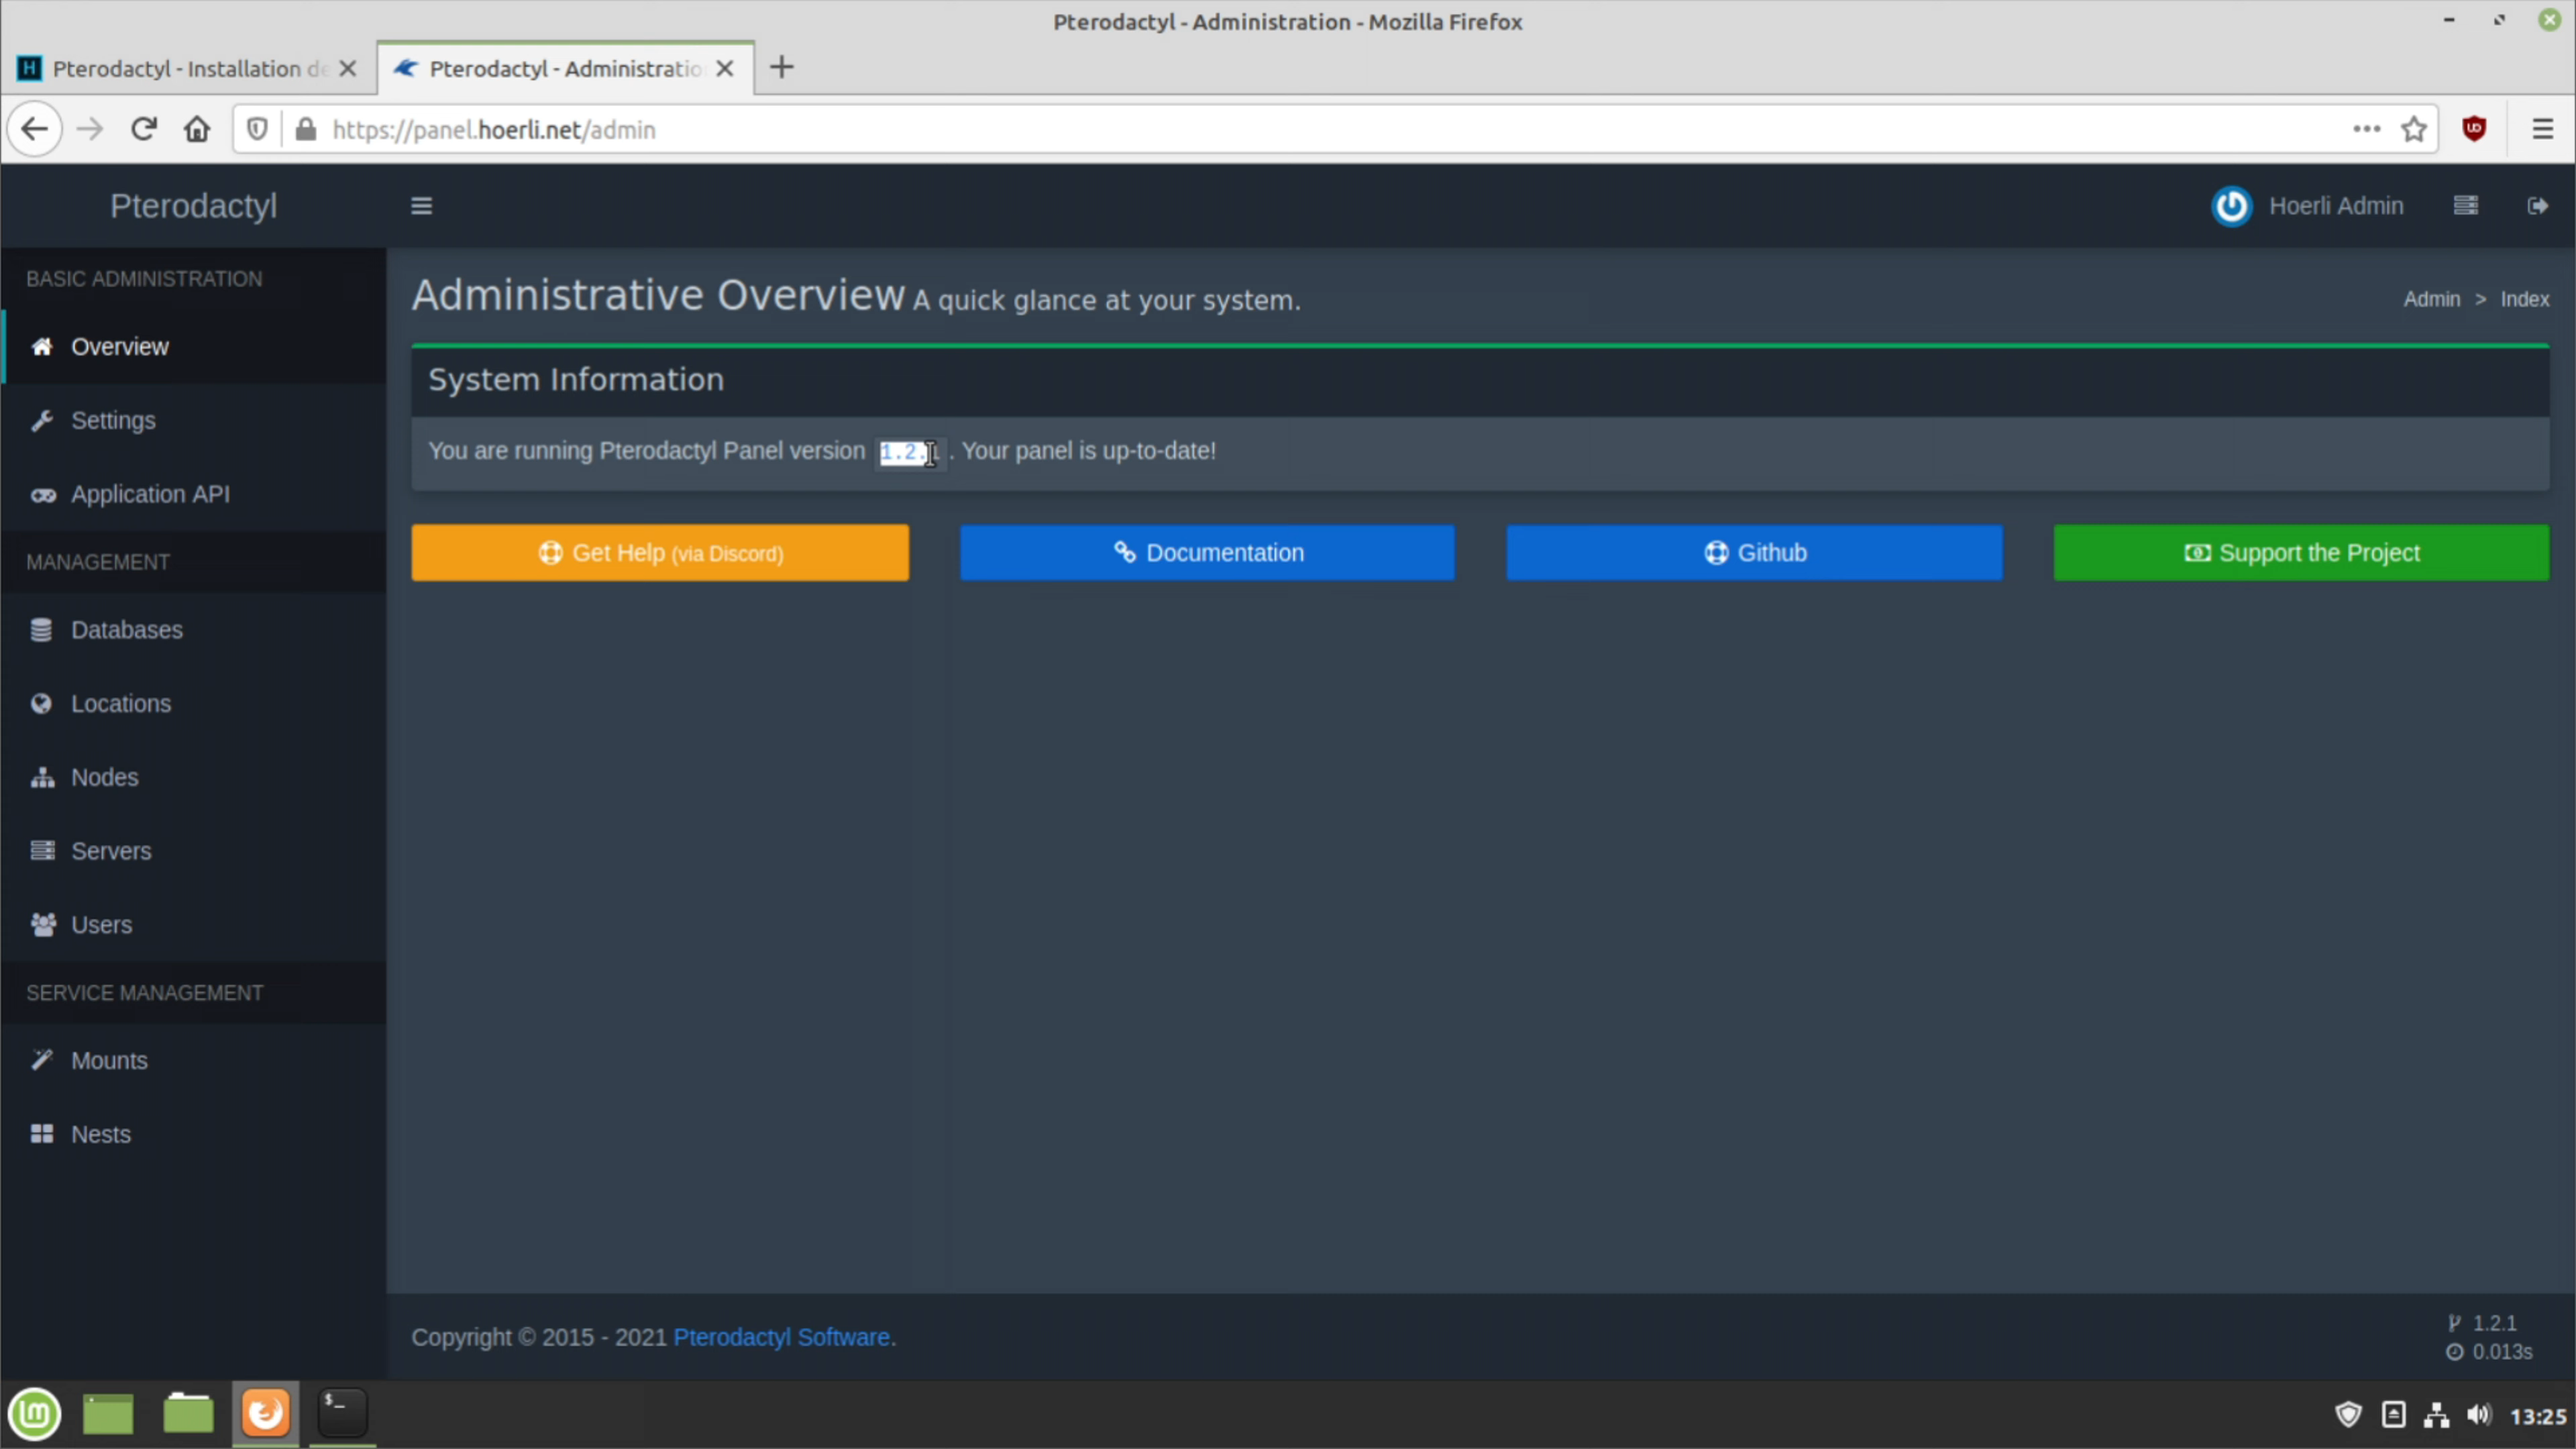 Pterodactyl - Administration - Mozilla Firefox
Pterodactyl - Installation de
Pterodactyl - Administratio
https://panel.hoerli.net/admin
Pterodactyl
Hoerli Admin
BASIC ADMINISTRATION
Overview
Settings
Application API
MANAGEMENT
Databases
Locations
Nodes
Servers
Users
SERVICE MANAGEMENT
Mounts
Nests
Administrative Overview A quick glance at your system.
Admin > Index
System Information
You are running Pterodactyl Panel version 1.2.1 . Your panel is up-to-date!
Get Help (via Discord)
Documentation
Github
Support the Project
Copyright © 2015 - 2021 Pterodactyl Software.
1.2.1
0.013s
13:25